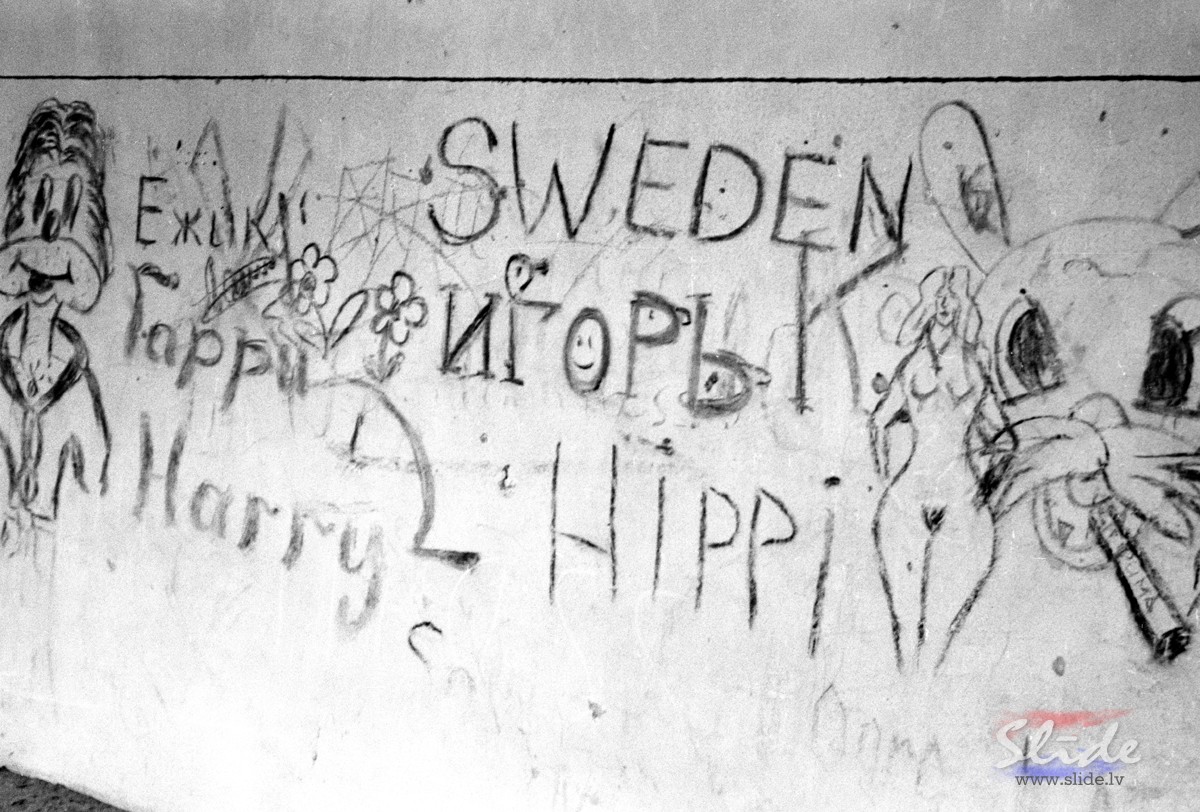 SWEDEN
Ежик
Гарри
ИГОРЬ К
Harry
Hippi
Slide
www.slide.lv